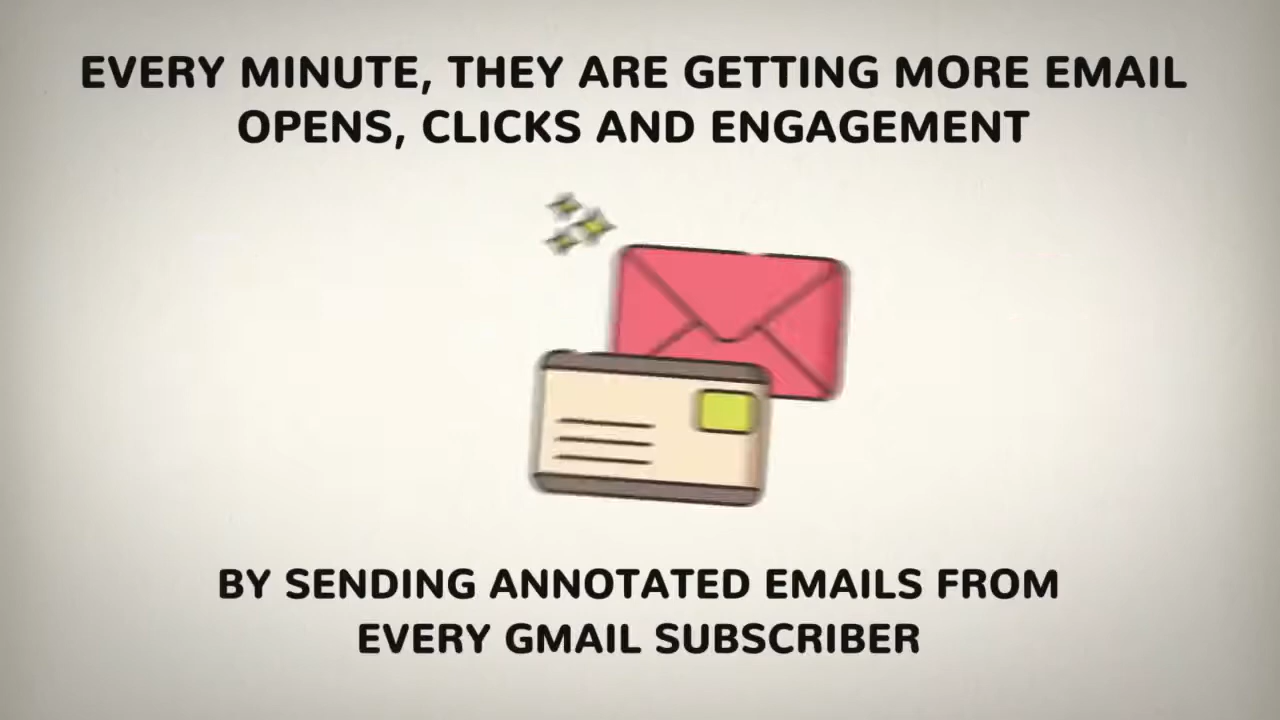 EVERY MINUTE, THEY ARE GETTING MORE EMAIL
OPENS, CLICKS AND ENGAGEMENT
BY SENDING ANNOTATED EMAILS FROM
EVERY GMAIL SUBSCRIBER